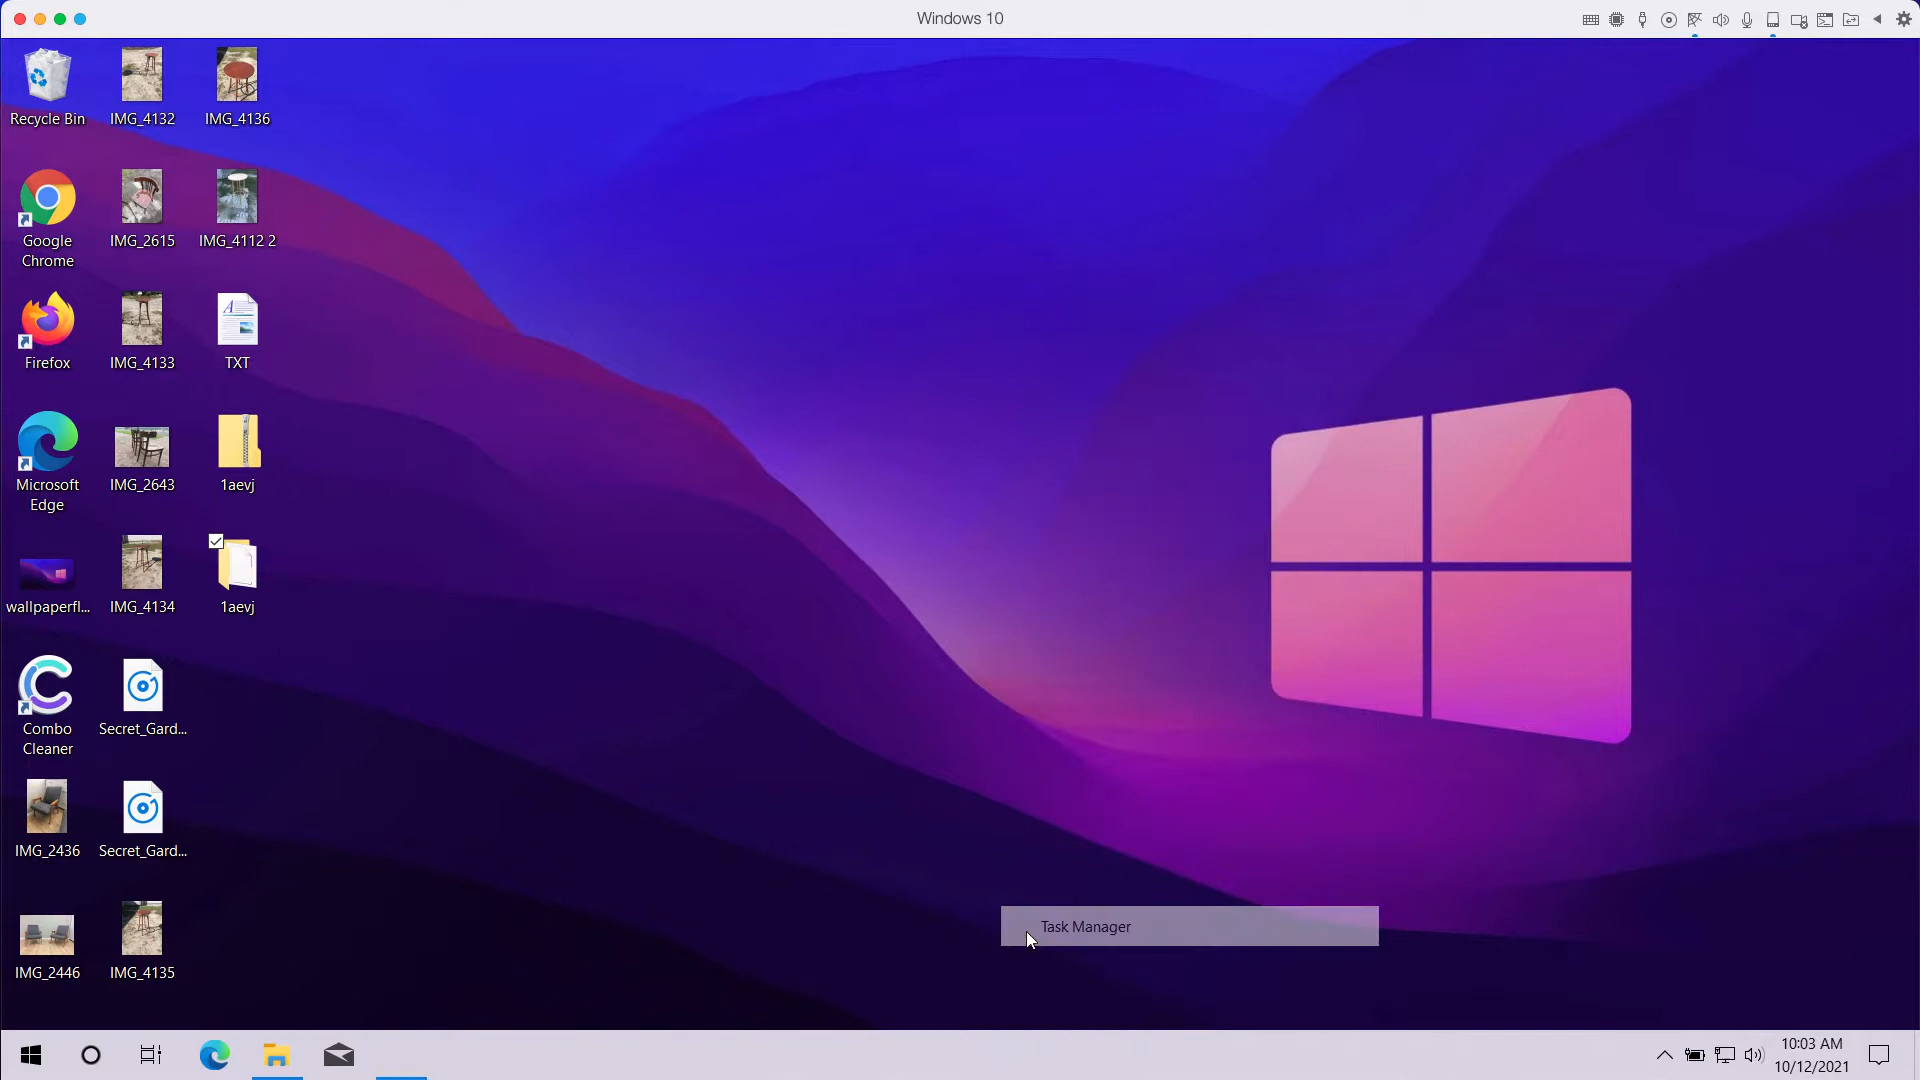 Windows 10
Recycle Bin
IMG_4132
IMG_4136
Google
Chrome
IMG_2615
IMG_4112 2
Firefox
IMG_4133
TXT
Microsoft
Edge
IMG_2643
1aevj
wallpaperfl...
IMG_4134
1aevj
Combo
Cleaner
Secret_Gard...
IMG_2436
Secret_Gard...
IMG_2446
IMG_4135
Task Manager
10:03 AM
10/12/2021